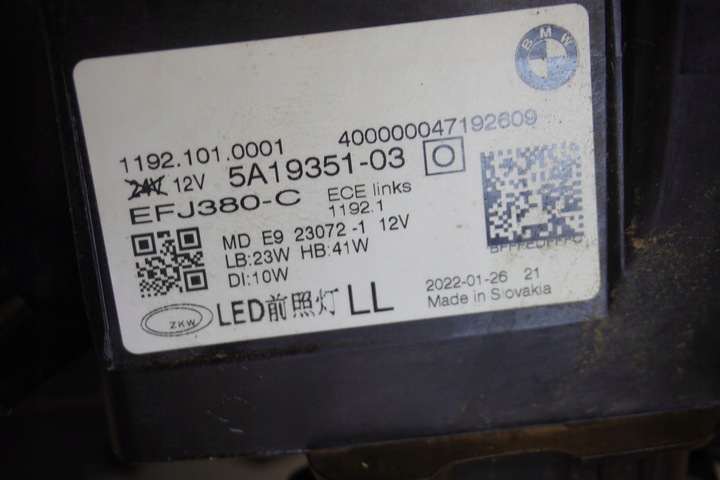 BMW
1192.101.0001 400000047192609
24V 12V 5A19351-03 O
EFJ380-C ECE links
1192.1
MD E9 23072 -1 12V
LB:23W HB:41W
DI:10W
2022-01-26 21
Made in Slovakia
ZKW LED前照灯 LL